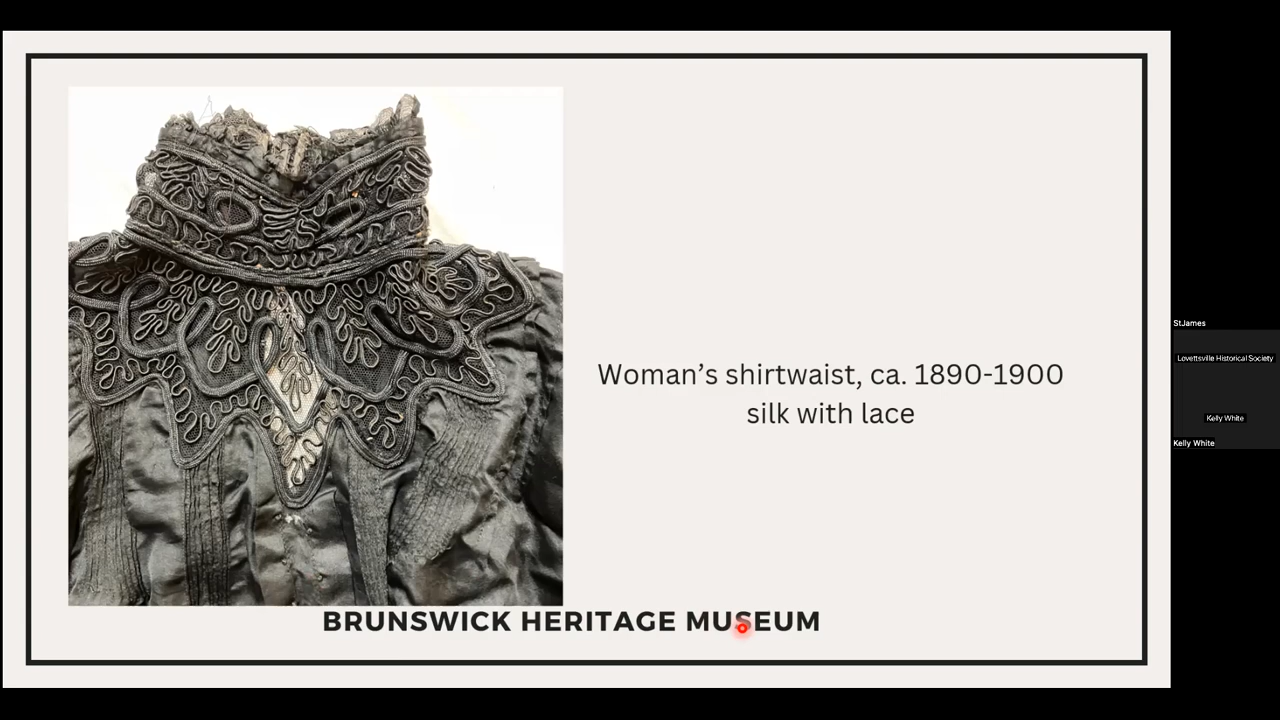 Woman’s shirtwaist, ca. 1890-1900
silk with lace
BRUNSWICK HERITAGE MUSEUM
StJames
Lovettsville Historical Society
Kelly White
Kelly White